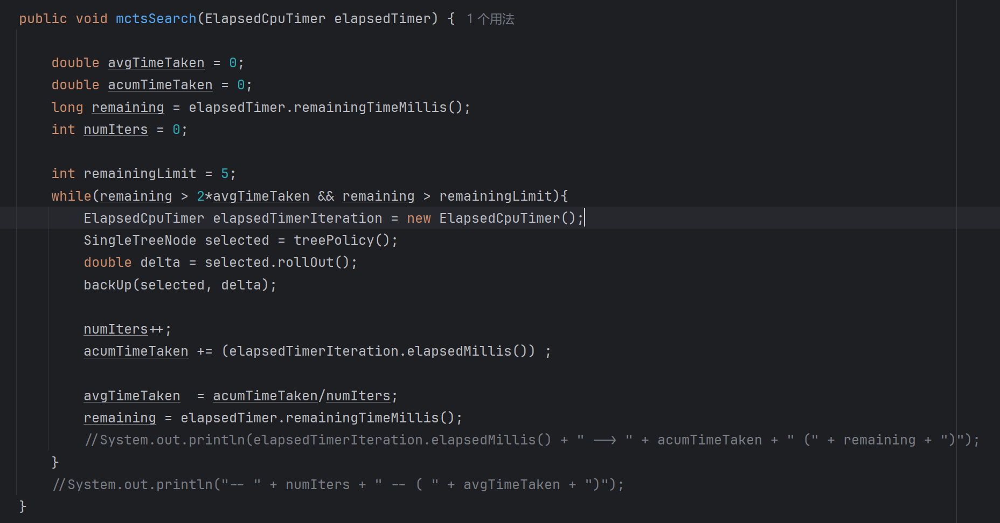 public void mctsSearch(ElapsedCpuTimer elapsedTimer) { 1 个用法
double avgTimeTaken = 0;
double acumTimeTaken = 0;
long remaining = elapsedTimer.remainingTimeMillis();
int numIters = 0;
int remainingLimit = 5;
while(remaining > 2*avgTimeTaken && remaining > remainingLimit){
ElapsedCpuTimer elapsedTimerIteration = new ElapsedCpuTimer();
SingleTreeNode selected = treePolicy();
double delta = selected.rollOut();
backUp(selected, delta);
numIters++;
acumTimeTaken += (elapsedTimerIteration.elapsedMillis()) ;
avgTimeTaken  = acumTimeTaken/numIters;
remaining = elapsedTimer.remainingTimeMillis();
//System.out.println(elapsedTimerIteration.elapsedMillis() + " --> " + acumTimeTaken + " (" + remaining + ")");
}
//System.out.println("-- " + numIters + " -- ( " + avgTimeTaken + ")");
}